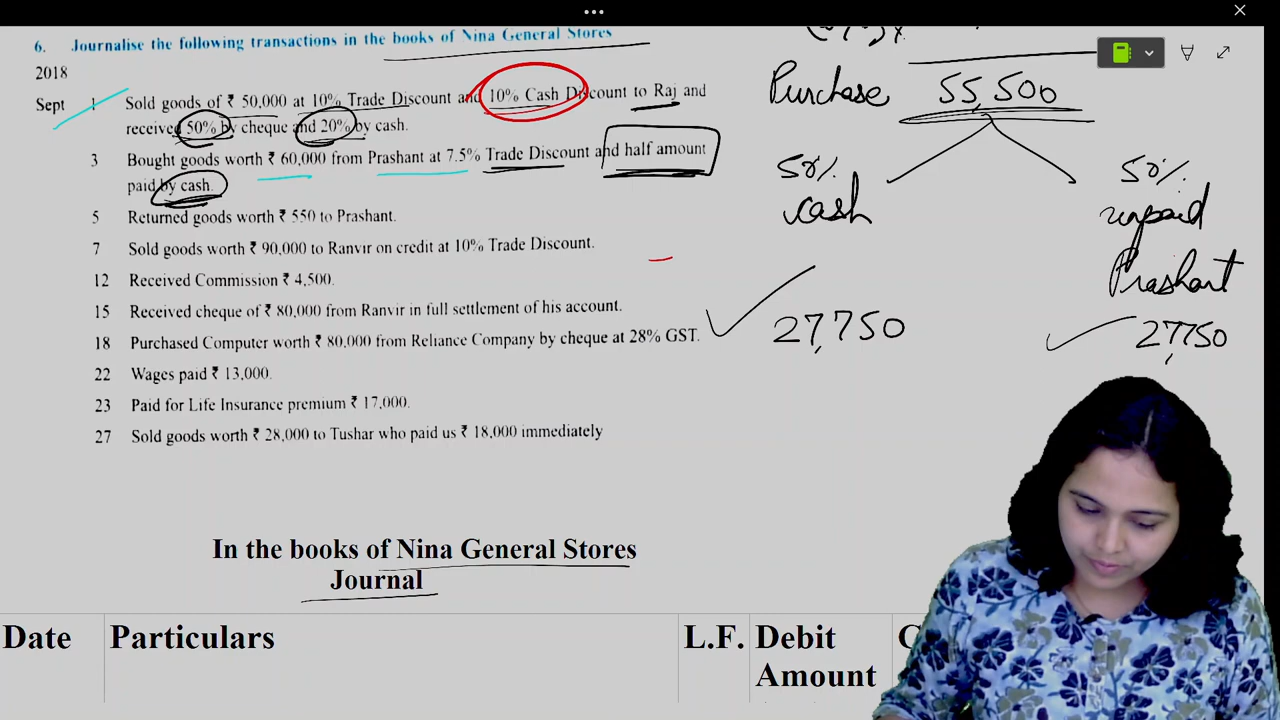 6. Journalise the following transactions in the books of Nina General Stores
2018
Sept 1 Sold goods of ₹ 50,000 at 10% Trade Discount and 10% Cash Discount to Raj and
received 50% by cheque and 20% by cash.
3 Bought goods worth ₹ 60,000 from Prashant at 7.5% Trade Discount and half amount
paid by cash.
5 Returned goods worth ₹ 550 to Prashant.
7 Sold goods worth ₹ 90,000 to Ranvir on credit at 10% Trade Discount.
12 Received Commission ₹ 4,500.
15 Received cheque of ₹ 80,000 from Ranvir in full settlement of his account.
18 Purchased Computer worth ₹ 80,000 from Reliance Company by cheque at 28% GST.
22 Wages paid ₹ 13,000.
23 Paid for Life Insurance premium ₹ 17,000.
27 Sold goods worth ₹ 28,000 to Tushar who paid us ₹ 18,000 immediately
Purchase 55,500
50% 50%
cash unpaid
Prashant
27,750 27,750
In the books of Nina General Stores
Journal
Date Particulars L.F. Debit
Amount